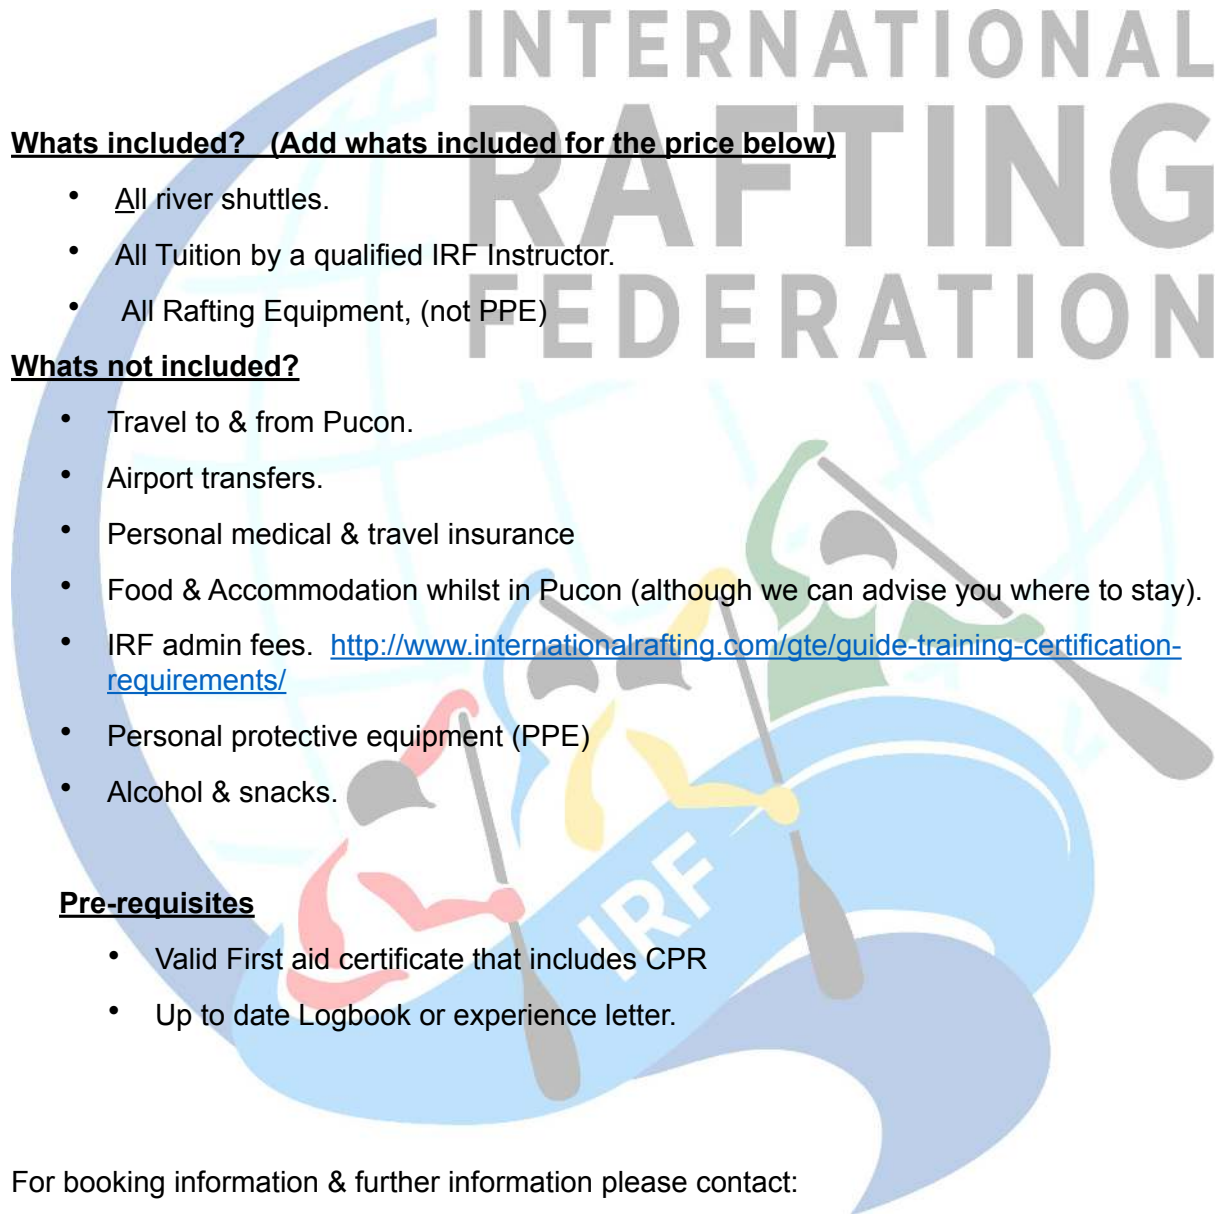 INTERNATIONAL
RAFTING
FEDERATION
Whats included?   (Add whats included for the price below)
• All river shuttles.
• All Tuition by a qualified IRF Instructor.
• All Rafting Equipment, (not PPE)
Whats not included?
• Travel to & from Pucon.
• Airport transfers.
• Personal medical & travel insurance
• Food & Accommodation whilst in Pucon (although we can advise you where to stay).
• IRF admin fees.  http://www.internationalrafting.com/gte/guide-training-certification-
requirements/
• Personal protective equipment (PPE)
• Alcohol & snacks.
IRF
Pre-requisites
• Valid First aid certificate that includes CPR
• Up to date Logbook or experience letter.
For booking information & further information please contact: